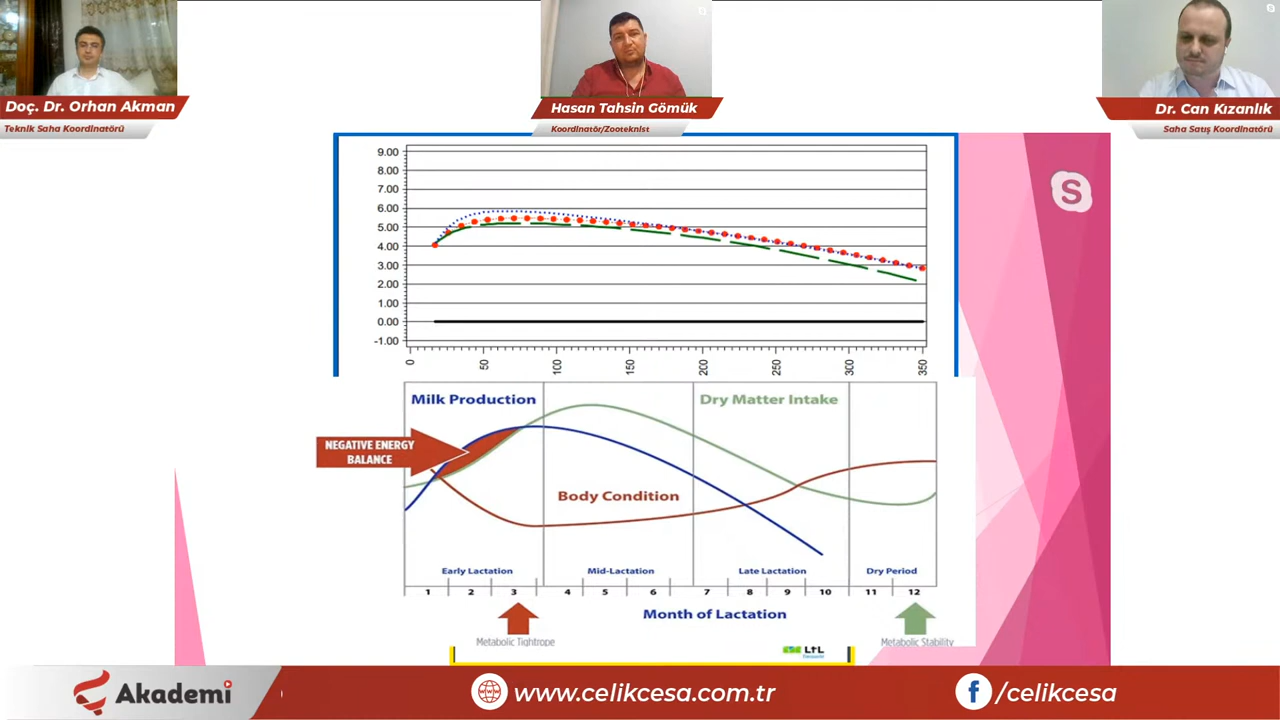 Doç. Dr. Orhan Akman
Teknik Saha Koordinatörü
Hasan Tahsin Gömük
Koordinatör/Zooteknist
Dr. Can Kızanlık
Saha Satış Koordinatörü
S
9.00
8.00
7.00
6.00
5.00
4.00
3.00
2.00
1.00
0.00
-1.00
0 50 100 150 200 250 300 350
Milk Production
Dry Matter Intake
NEGATIVE ENERGY
BALANCE
Body Condition
Early Lactation Mid-Lactation Late Lactation Dry Period
1 2 3 4 5 6 7 8 9 10 11 12
Month of Lactation
Metabolic Tightrope
Metabolic Stability
Akademi
www.celikcesa.com.tr
f /celikcesa